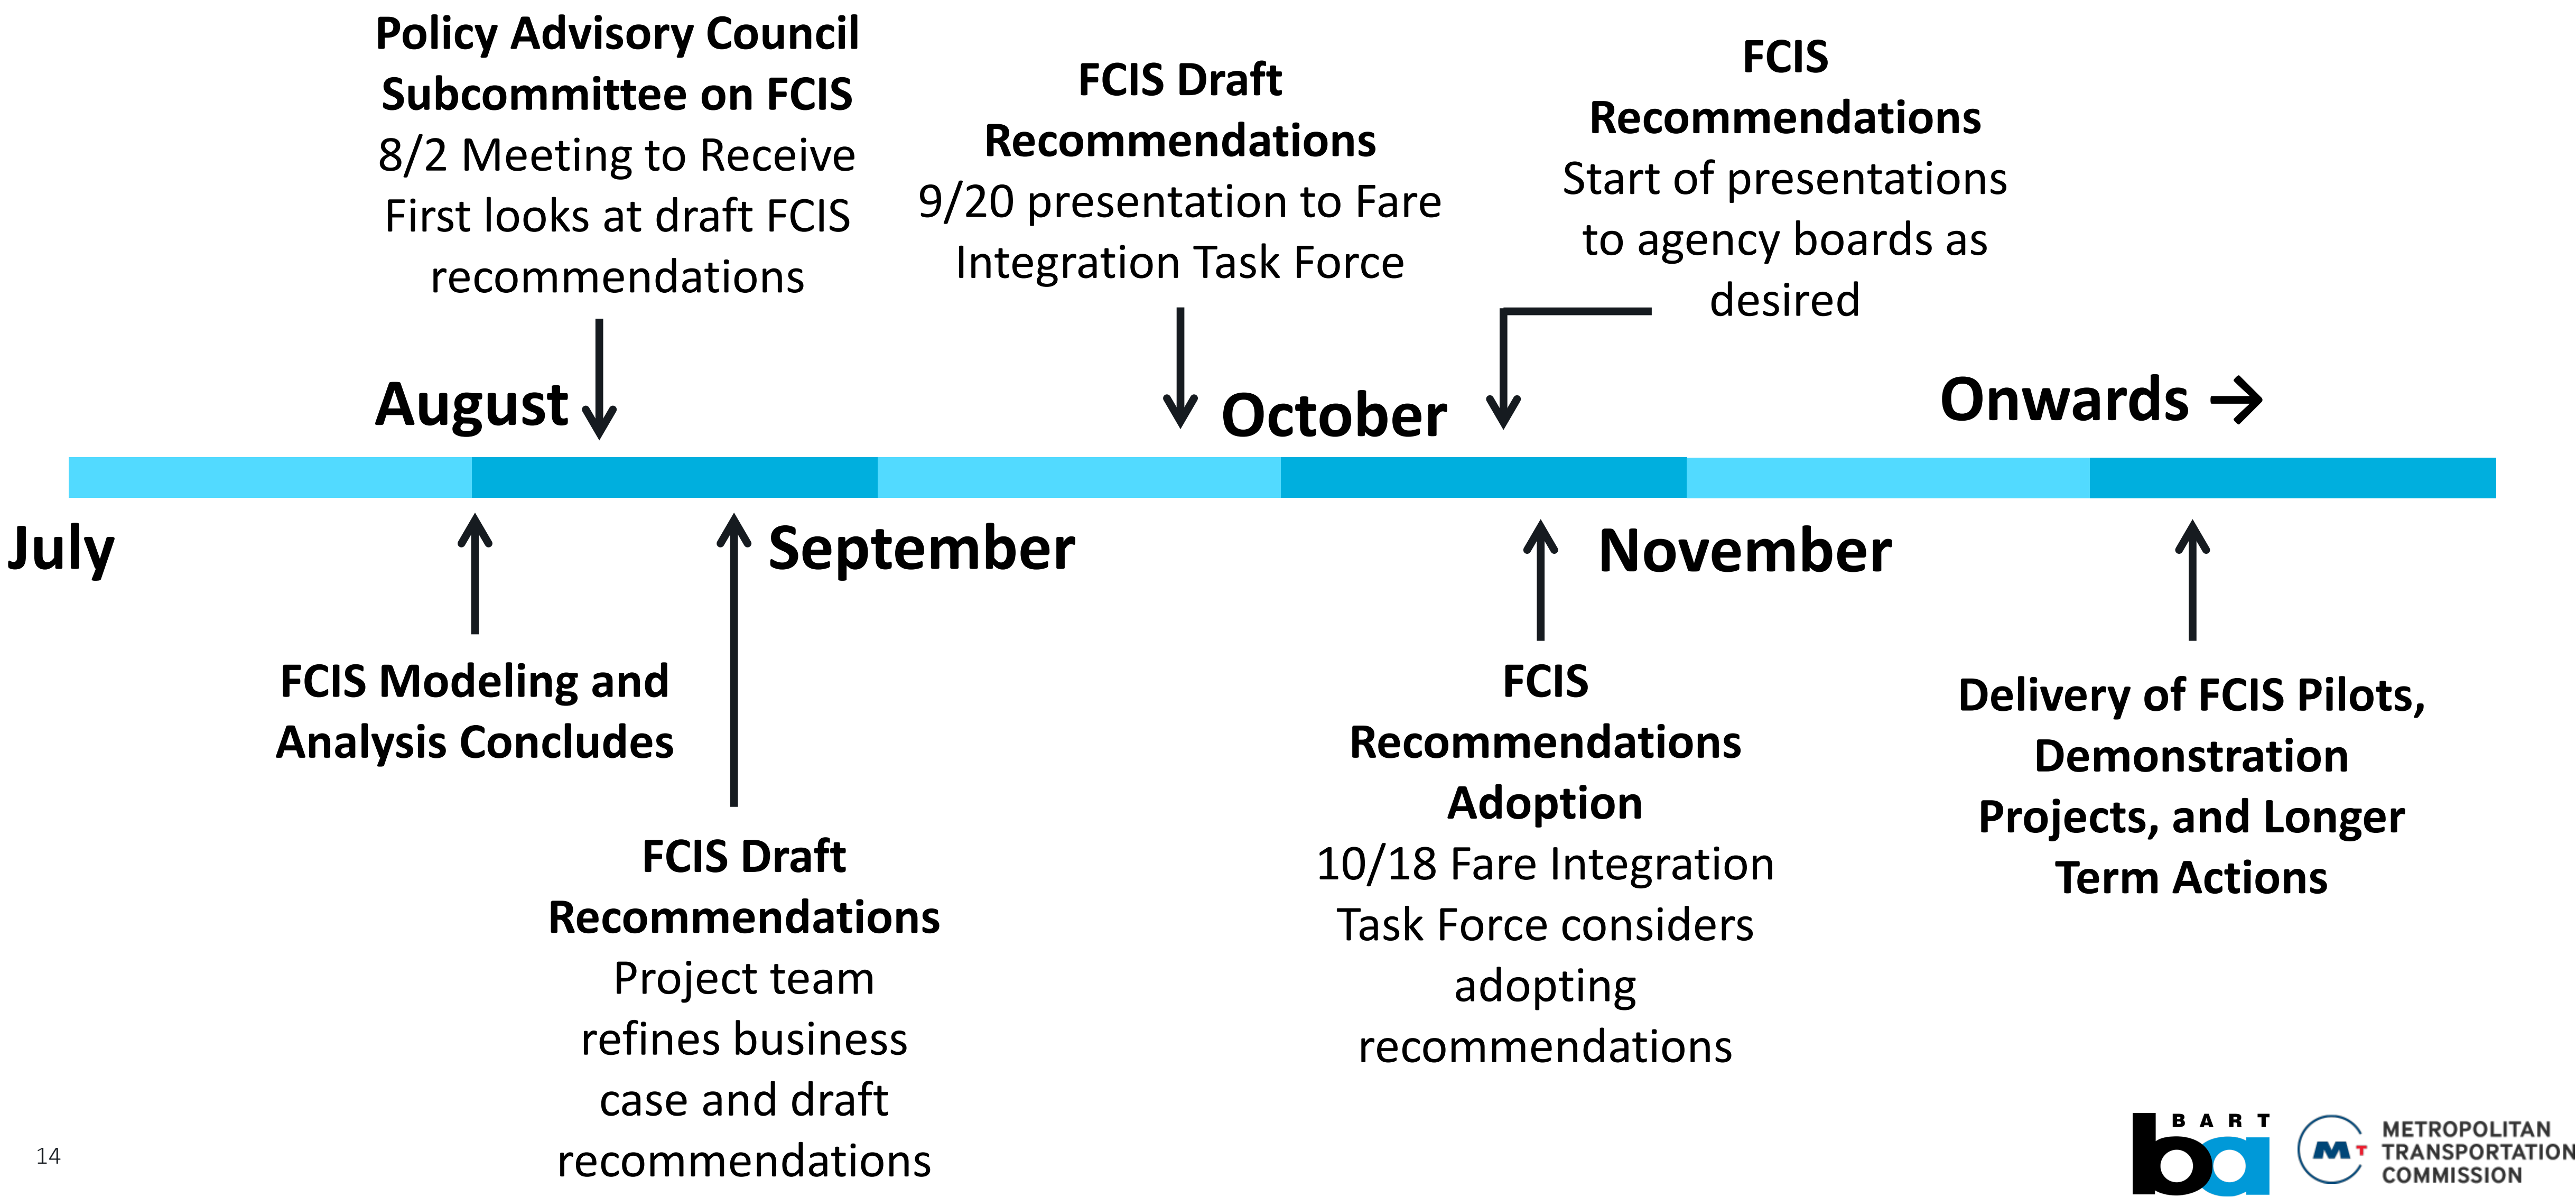 Policy Advisory Council
Subcommittee on FCIS
8/2 Meeting to Receive
First looks at draft FCIS
recommendations
FCIS Draft
Recommendations
9/20 presentation to Fare
Integration Task Force
FCIS
Recommendations
Start of presentations
to agency boards as
desired
August
October
Onwards →
July
September
November
FCIS Modeling and
Analysis Concludes
FCIS Draft
Recommendations
Project team
refines business
case and draft
recommendations
FCIS
Recommendations
Adoption
10/18 Fare Integration
Task Force considers
adopting
recommendations
Delivery of FCIS Pilots,
Demonstration
Projects, and Longer
Term Actions
14
BART
ba
MT
METROPOLITAN
TRANSPORTATION
COMMISSION